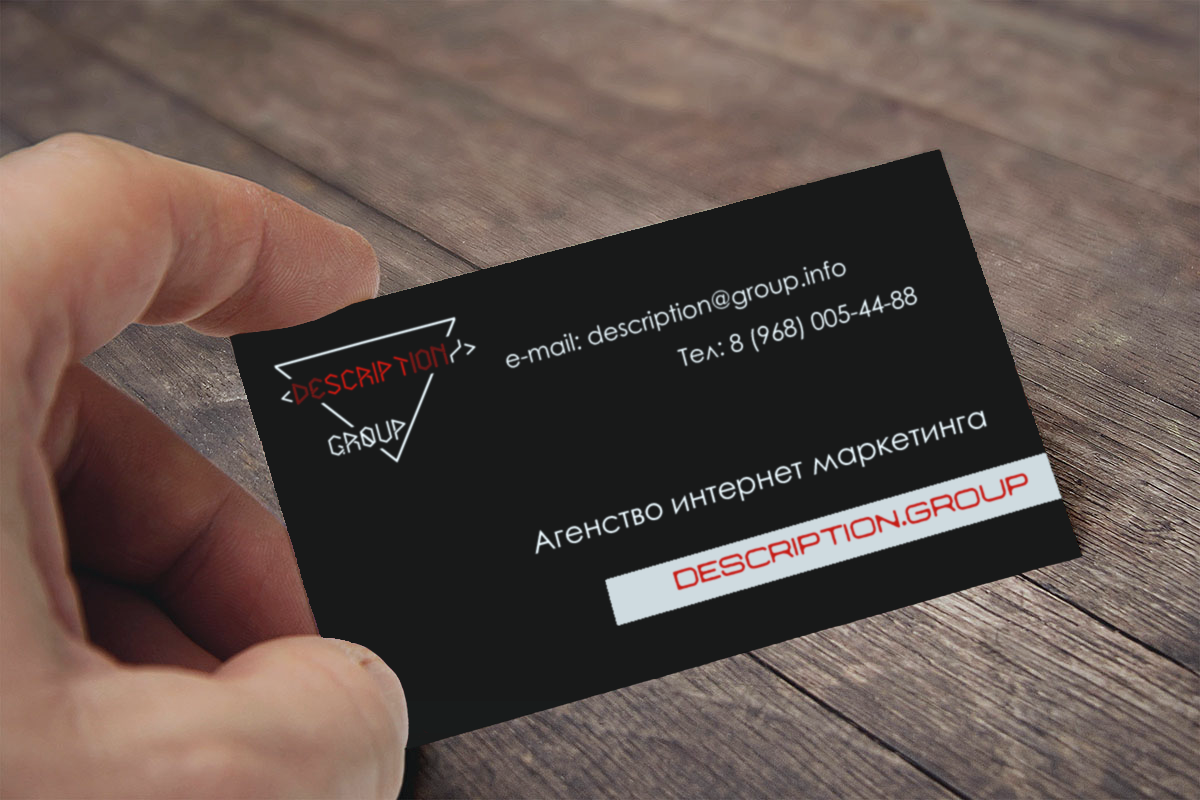 <DESCRIPTION/>
GROUP
e-mail: description@group.info
Тел: 8 (968) 005-44-88
Агенство интернет маркетинга
DESCRIPTION.GROUP